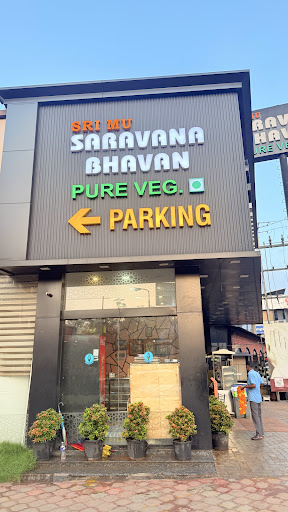 SRI MU
SARAVANA
BHAVAN
PURE VEG.
← PARKING